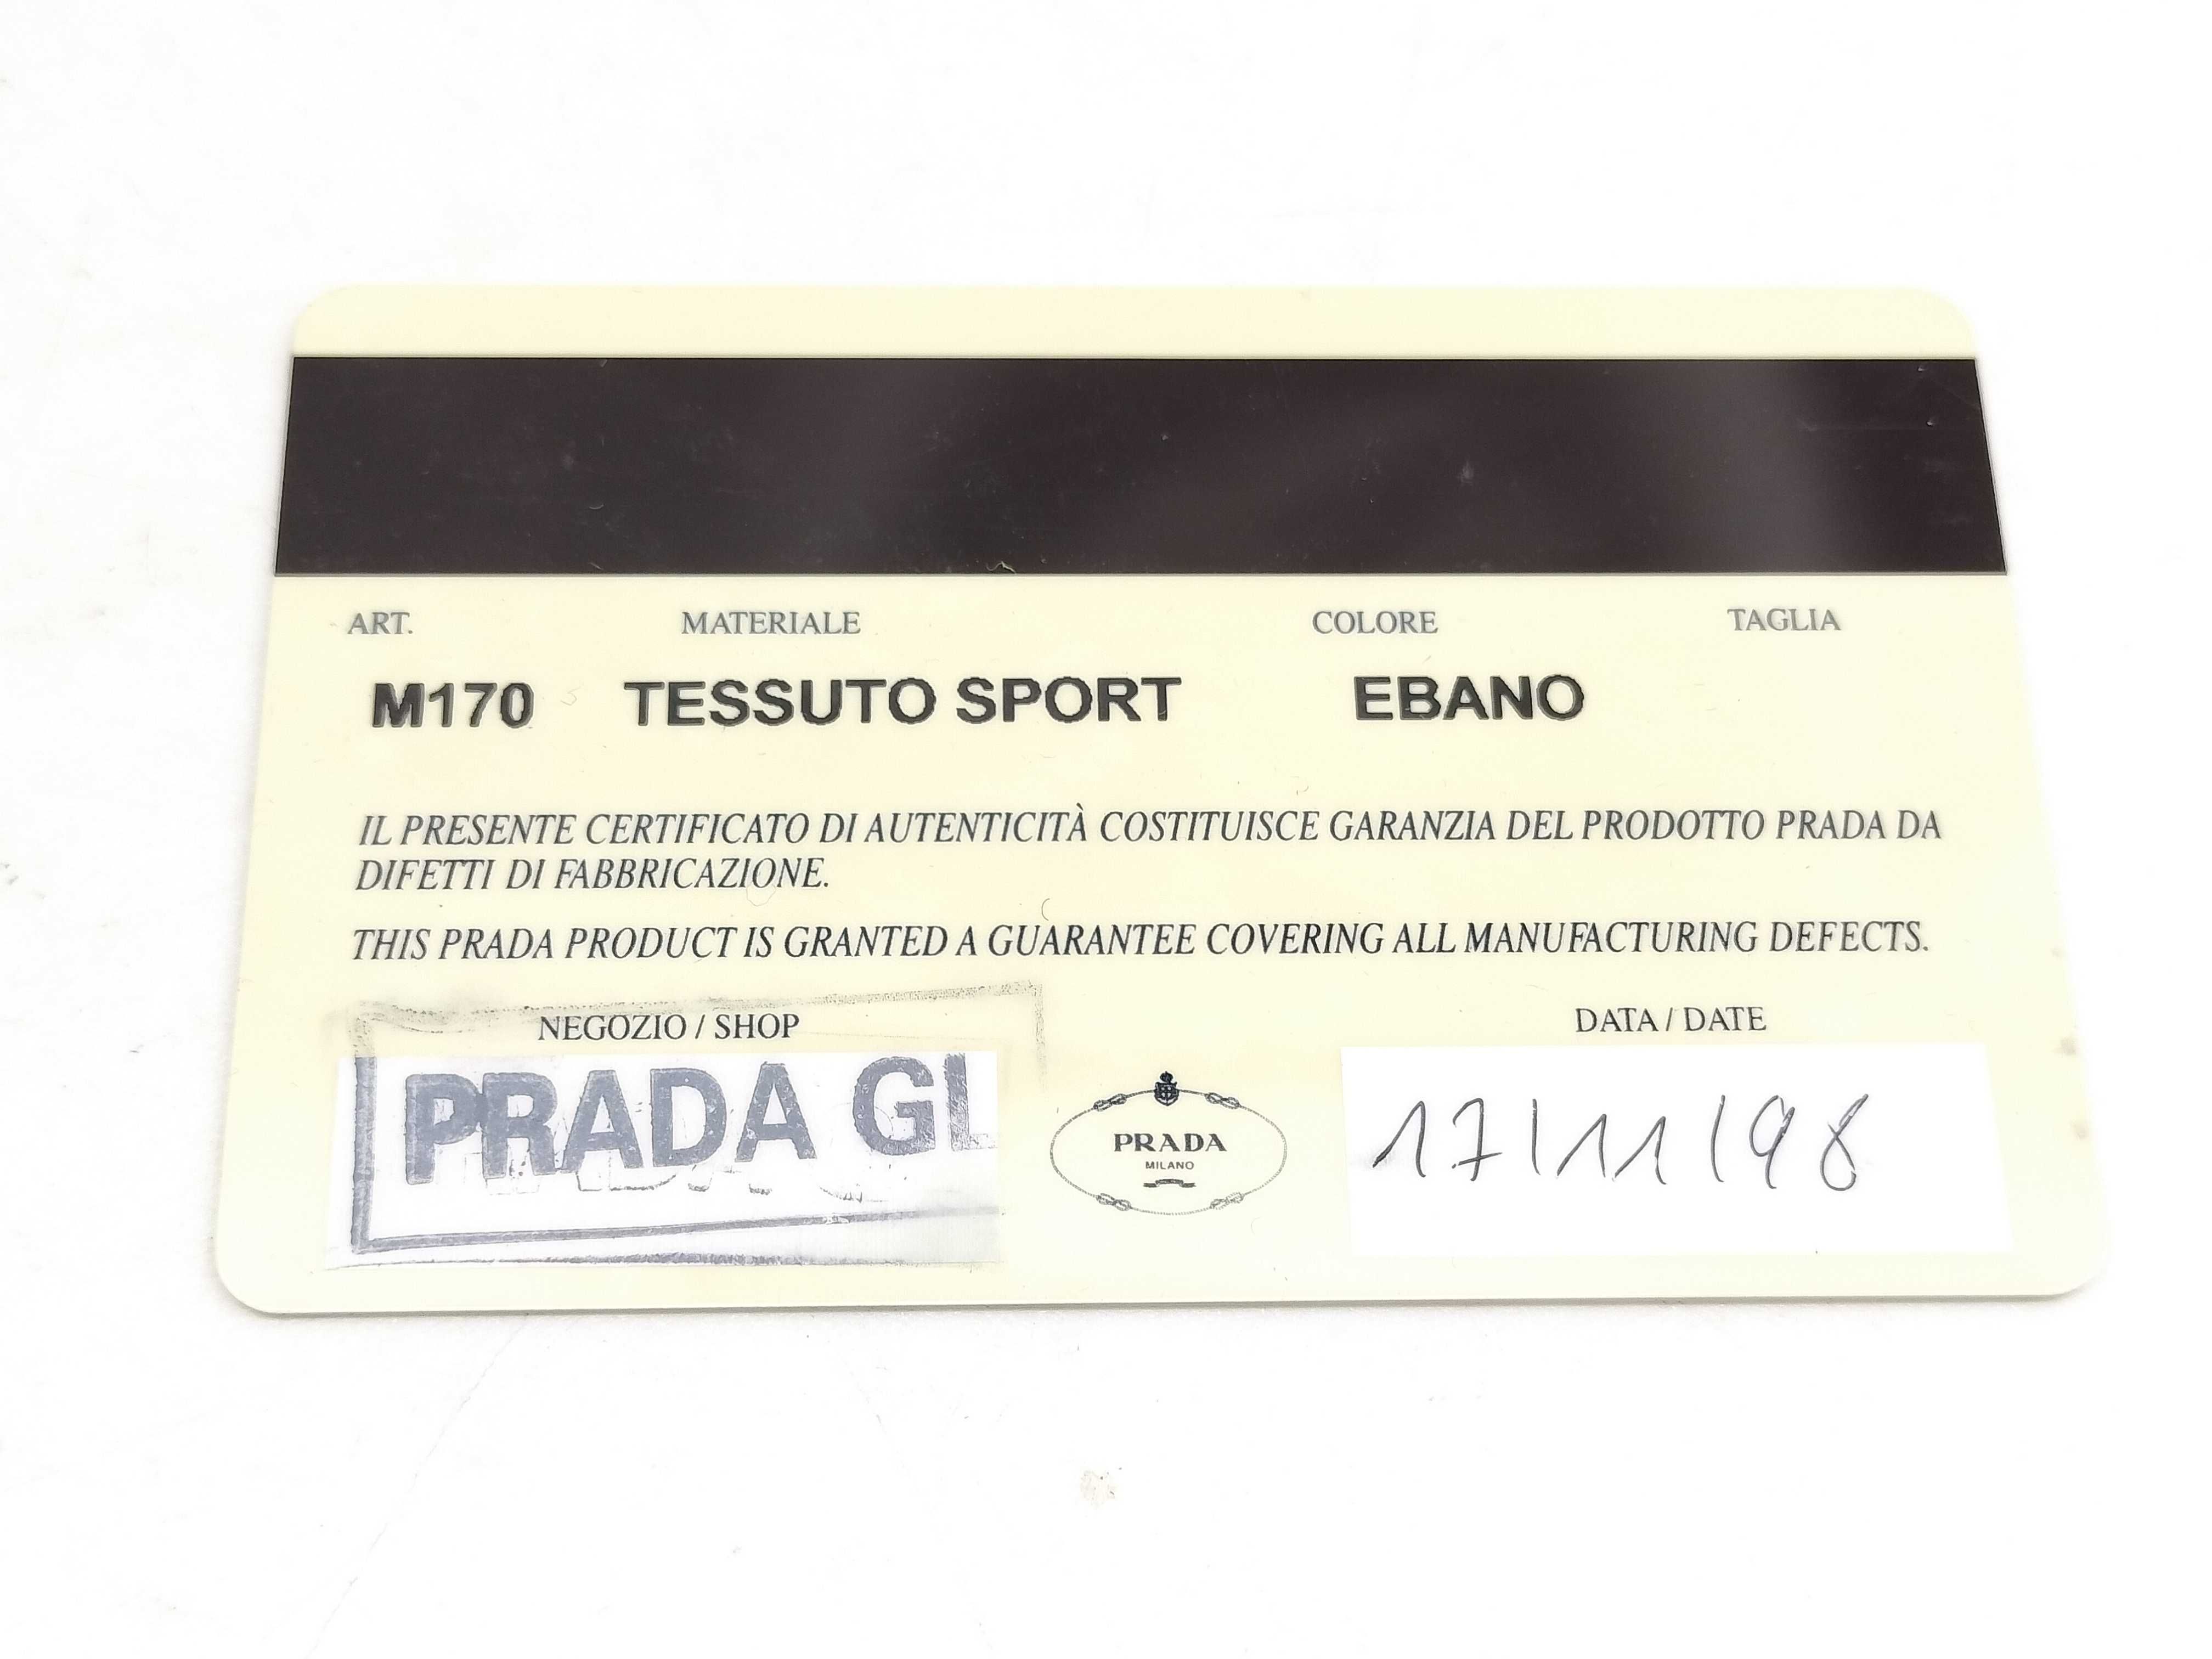 ART. MATERIALE COLORE TAGLIA
M170 TESSUTO SPORT EBANO
IL PRESENTE CERTIFICATO DI AUTENTICITÀ COSTITUISCE GARANZIA DEL PRODOTTO PRADA DA
DIFETTI DI FABBRICAZIONE.
THIS PRADA PRODUCT IS GRANTED A GUARANTEE COVERING ALL MANUFACTURING DEFECTS.
NEGOZIO / SHOP
DATA / DATE
PRADA GL
PRADA
MILANO
17/11/98